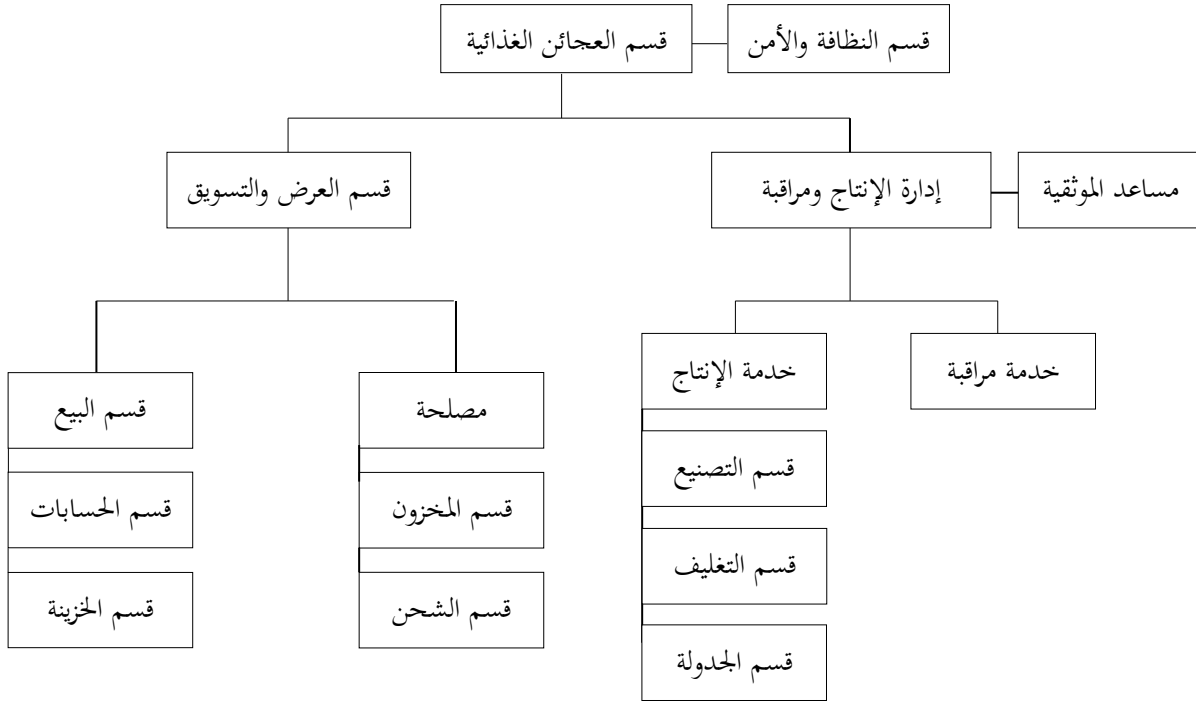 قسم النظافة والأمن
قسم العجائن الغذائية
مساعد الموثقية
إدارة الإنتاج ومراقبة
قسم العرض والتسويق
خدمة مراقبة
خدمة الإنتاج
قسم التصنيع
قسم التغليف
قسم الجدولة
مصلحة
قسم المخزون
قسم الشحن
قسم البيع
قسم الحسابات
قسم الخزينة